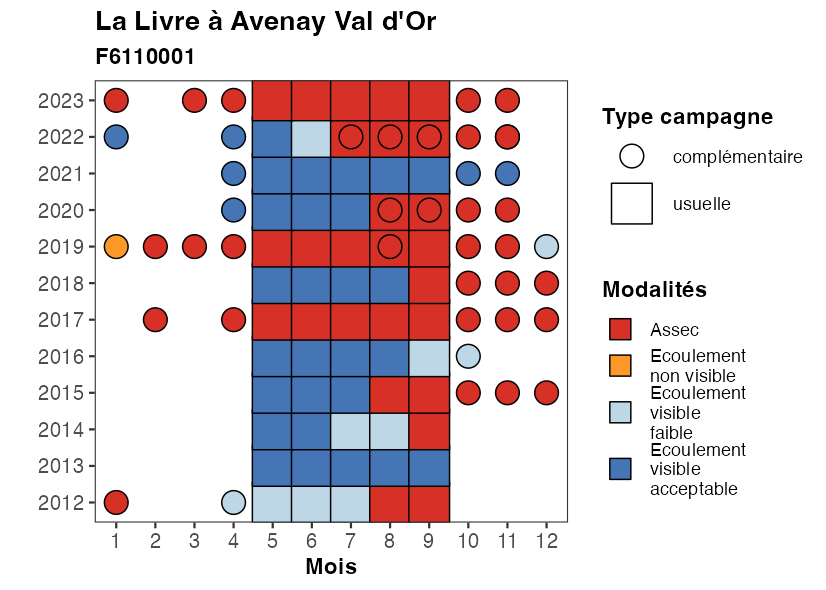 La Livre à Avenay Val d'Or
F6110001
2023
2022
2021
2020
2019
2018
2017
2016
2015
2014
2013
2012
1 2 3 4 5 6 7 8 9 10 11 12
Mois
Type campagne
complémentaire
usuelle
Modalités
Assec
Ecoulement
non visible
Ecoulement
visible
faible
Ecoulement
visible
acceptable